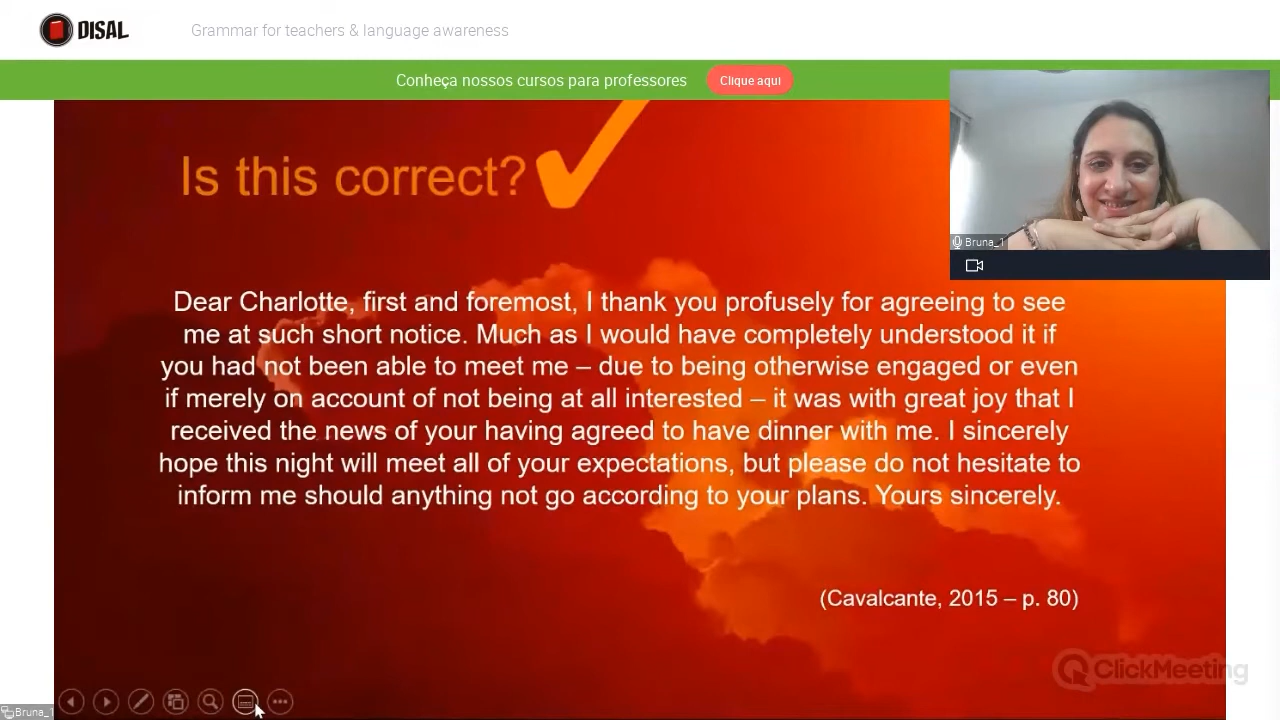 DISAL
Grammar for teachers & language awareness
Conheça nossos cursos para professores
Clique aqui
Bruna_1
Is this correct?
Dear Charlotte, first and foremost, I thank you profusely for agreeing to see
me at such short notice. Much as I would have completely understood it if
you had not been able to meet me – due to being otherwise engaged or even
if merely on account of not being at all interested – it was with great joy that I
received the news of your having agreed to have dinner with me. I sincerely
hope this night will meet all of your expectations, but please do not hesitate to
inform me should anything not go according to your plans. Yours sincerely.
(Cavalcante, 2015 – p. 80)
ClickMeeting
Bruna_1